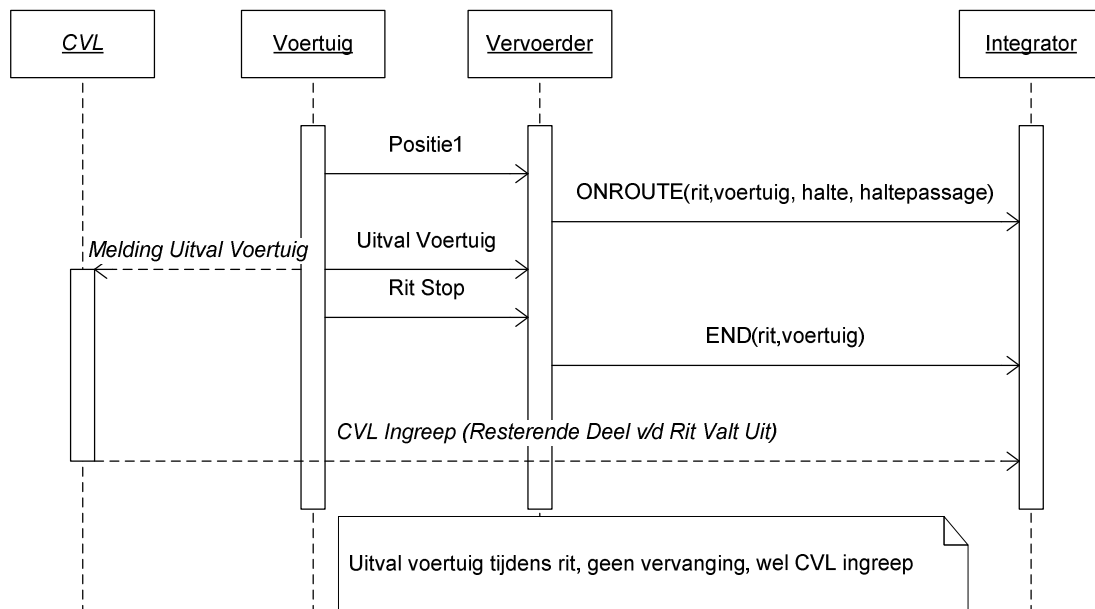 CVL
Voertuig
Vervoerder
Integrator
Positie1
ONROUTE(rit,voertuig, halte, haltepassage)
Melding Uitval Voertuig
Uitval Voertuig
Rit Stop
END(rit,voertuig)
CVL Ingreep (Resterende Deel v/d Rit Valt Uit)
Uitval voertuig tijdens rit, geen vervanging, wel CVL ingreep